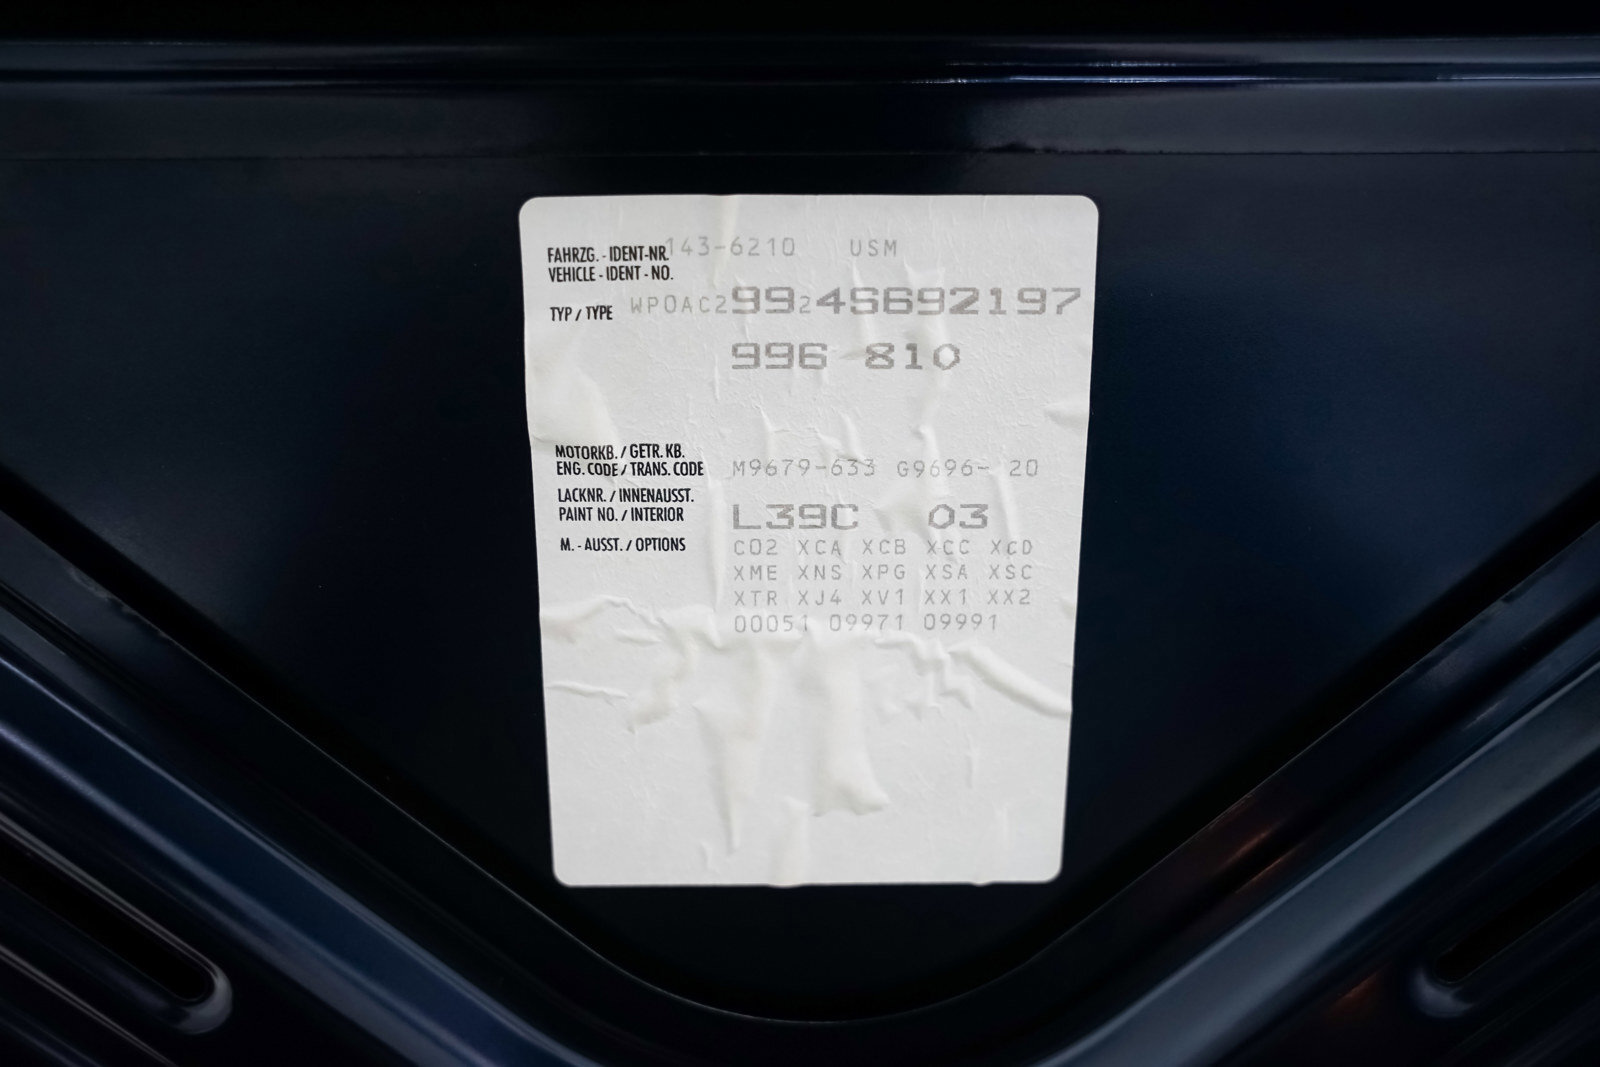 FAHRZG. - IDENT-NR. 143-6210 USM
VEHICLE - IDENT - NO.
TYP / TYPE WP0AC29924S692197
996 810
MOTORKB. / GETR. KB.
ENG. CODE / TRANS. CODE M9679-633 G9696- 20
LACKNR. / INNENAUSST.
PAINT NO. / INTERIOR L39C 03
M. - AUSST. / OPTIONS C02 XCA XCB XCC XCD
XME XNS XPG XSA XSC
XTR XJ4 XV1 XX1 XX2
00051 09971 09991